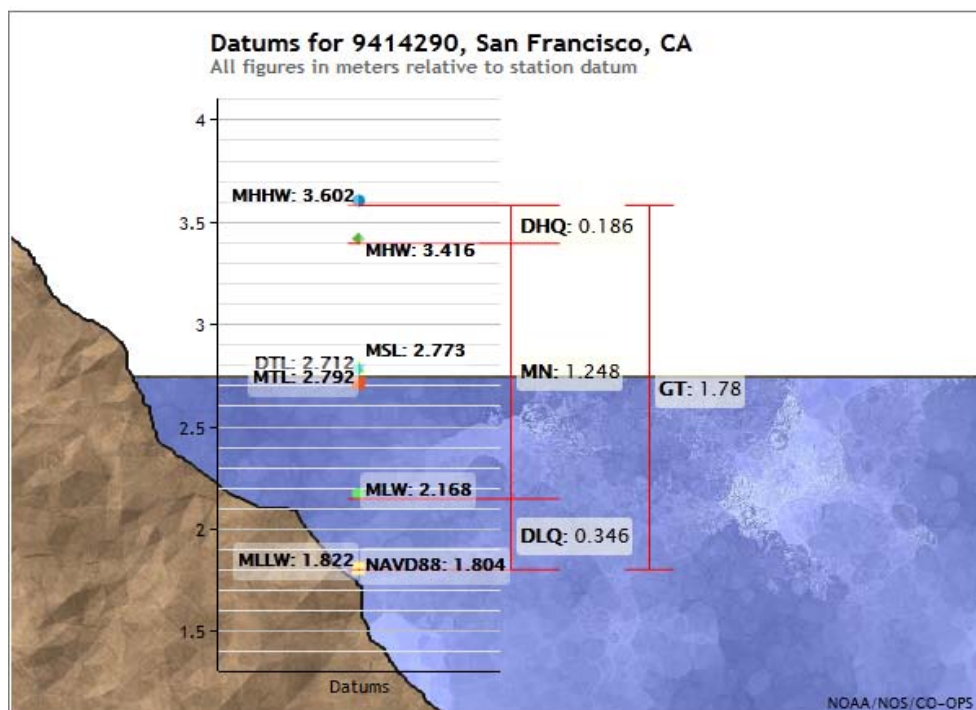 Datums for 9414290, San Francisco, CA
All figures in meters relative to station datum
4
MHHW: 3.602
3.5
DHQ: 0.186
MHW: 3.416
3
MSL: 2.773
DTL: 2.712
MTL: 2.792
MN: 1.248
GT: 1.78
2.5
MLW: 2.168
2
DLQ: 0.346
MLLW: 1.822
NAVD88: 1.804
1.5
Datums
NOAA/NOS/CO-OPS